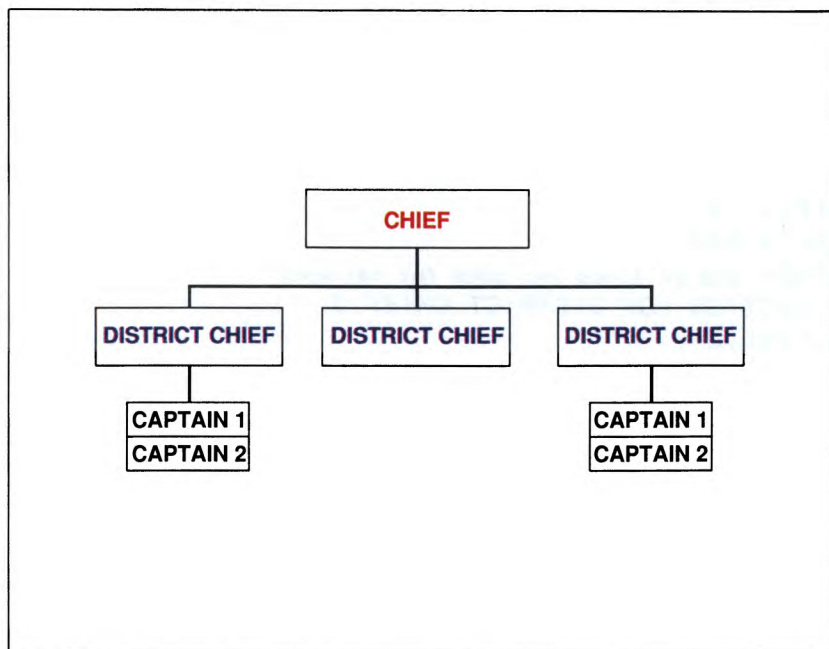 CHIEF
DISTRICT CHIEF DISTRICT CHIEF DISTRICT CHIEF
CAPTAIN 1 CAPTAIN 1
CAPTAIN 2 CAPTAIN 2